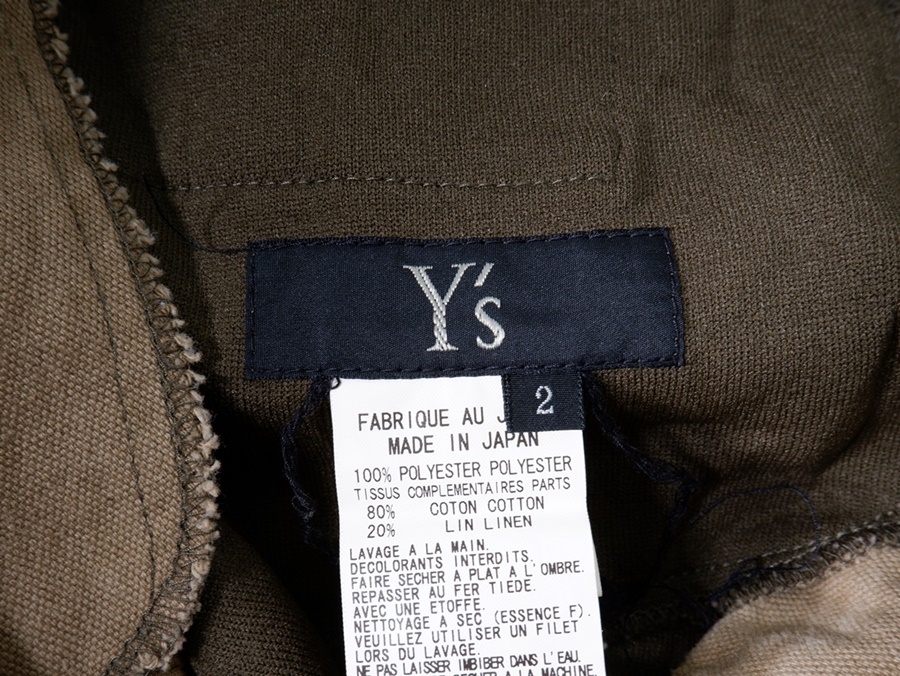 Y's
2
FABRIQUE AU
MADE IN JAPAN
100% POLYESTER POLYESTER
TISSUS COMPLEMENTAIRES PARTS
80% COTON COTTON
20% LIN LINEN
LAVAGE A LA MAIN.
DECOLORANTS INTERDITS.
FAIRE SECHER A PLAT A L'OMBRE.
REPASSER AU FER TIEDE.
AVEC UNE ETOFFE.
NETTOYAGE A SEC (ESSENCE F).
VEUILLEZ UTILISER UN FILET
LORS DU LAVAGE.
NE PAS LAISSER IMBIBER DANS L'EAU.
A LA MACHINE.